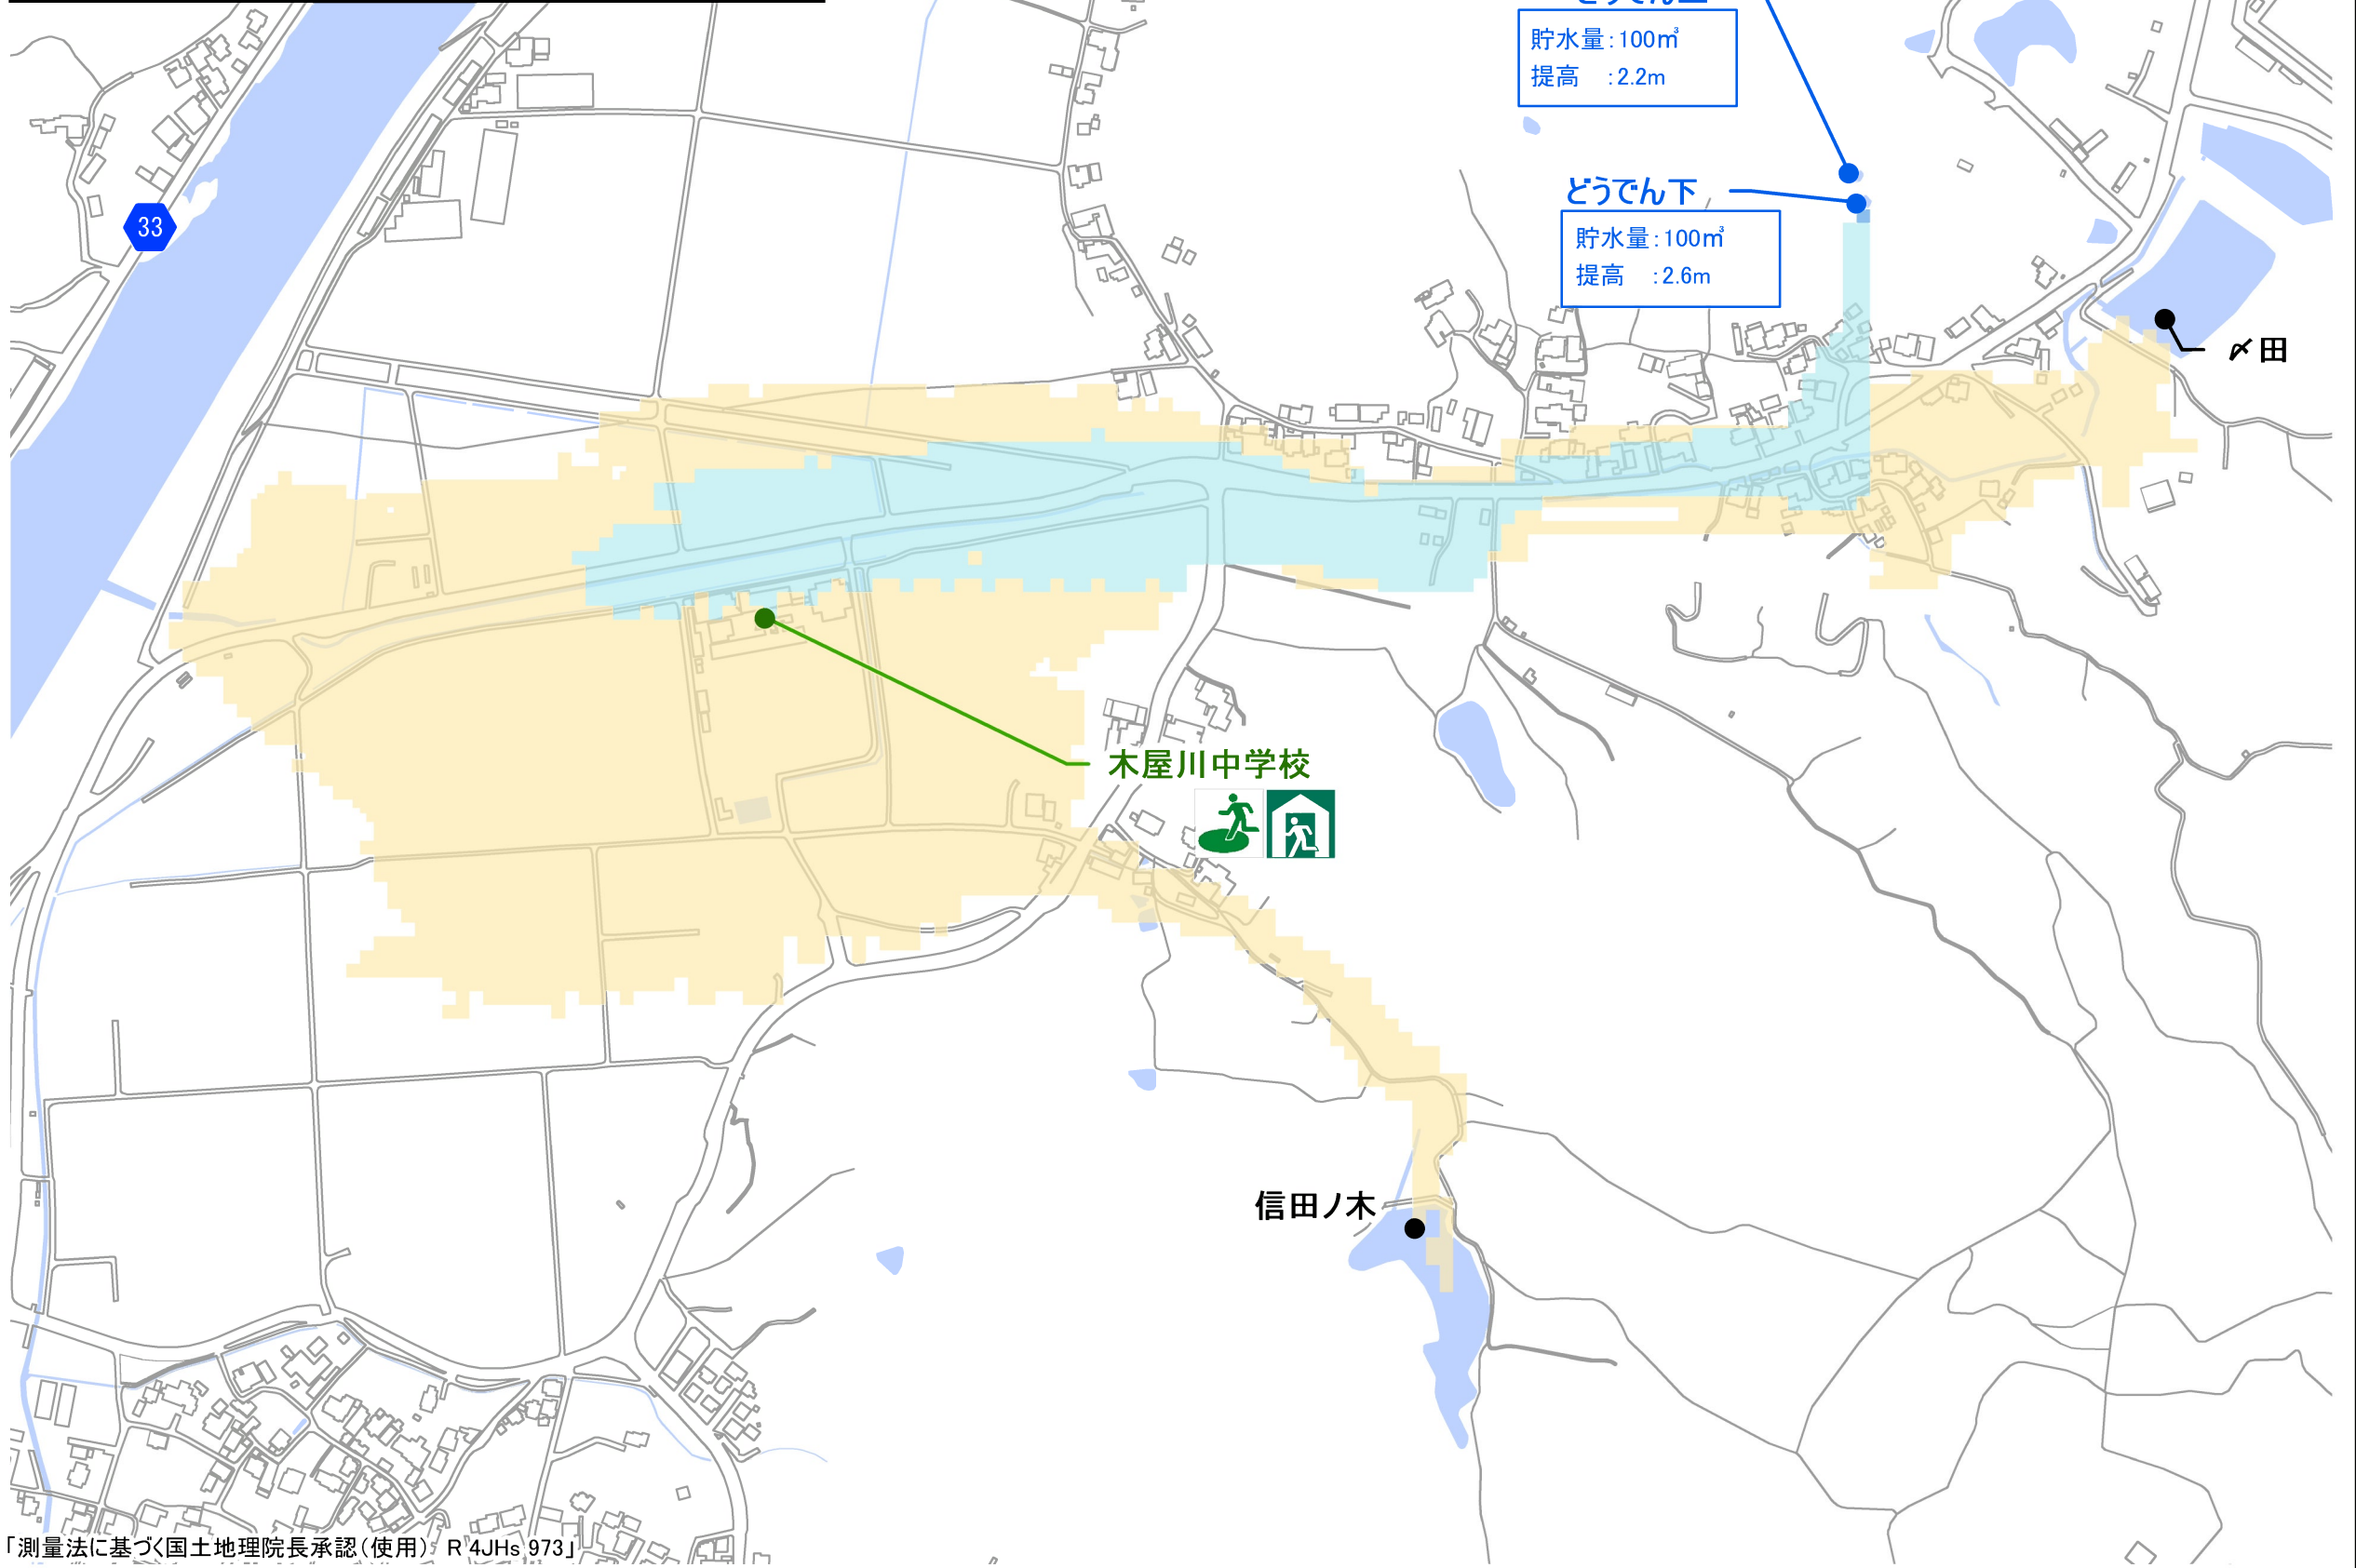 貯水量:100㎥
提高 :2.2m
33
どうでん下
貯水量:100㎥
提高 :2.6m
〆田
木屋川中学校
信田ノ木
「測量法に基づく国土地理院長承認(使用) R 4JHs 973」